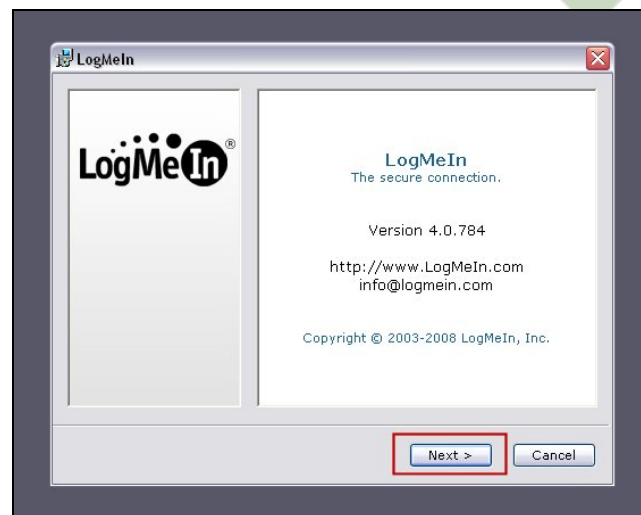 LogMeIn
LogMeIn®
LogMeIn
The secure connection.
Version 4.0.784
http://www.LogMeIn.com
info@logmein.com
Copyright © 2003-2008 LogMeIn, Inc.
Next >
Cancel